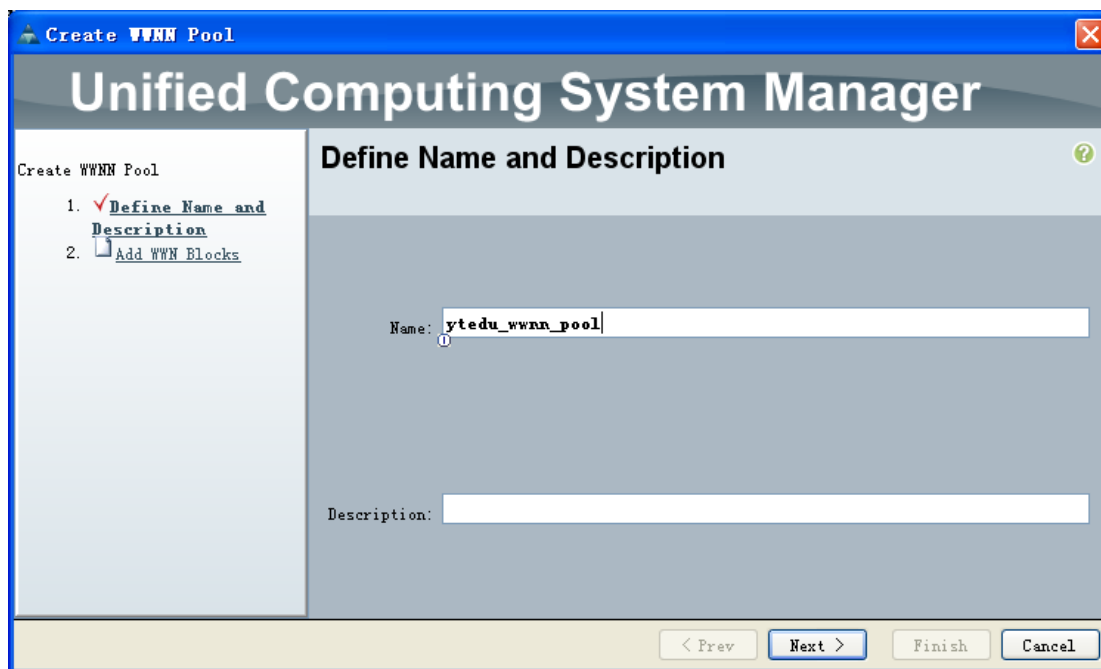 Create WWNN Pool
Unified Computing System Manager
Create WWNN Pool
1. Define Name and
Description
2. Add WWN Blocks
Define Name and Description
?
Name: ytedu_wwnn_pool
Description:
< Prev
Next >
Finish
Cancel